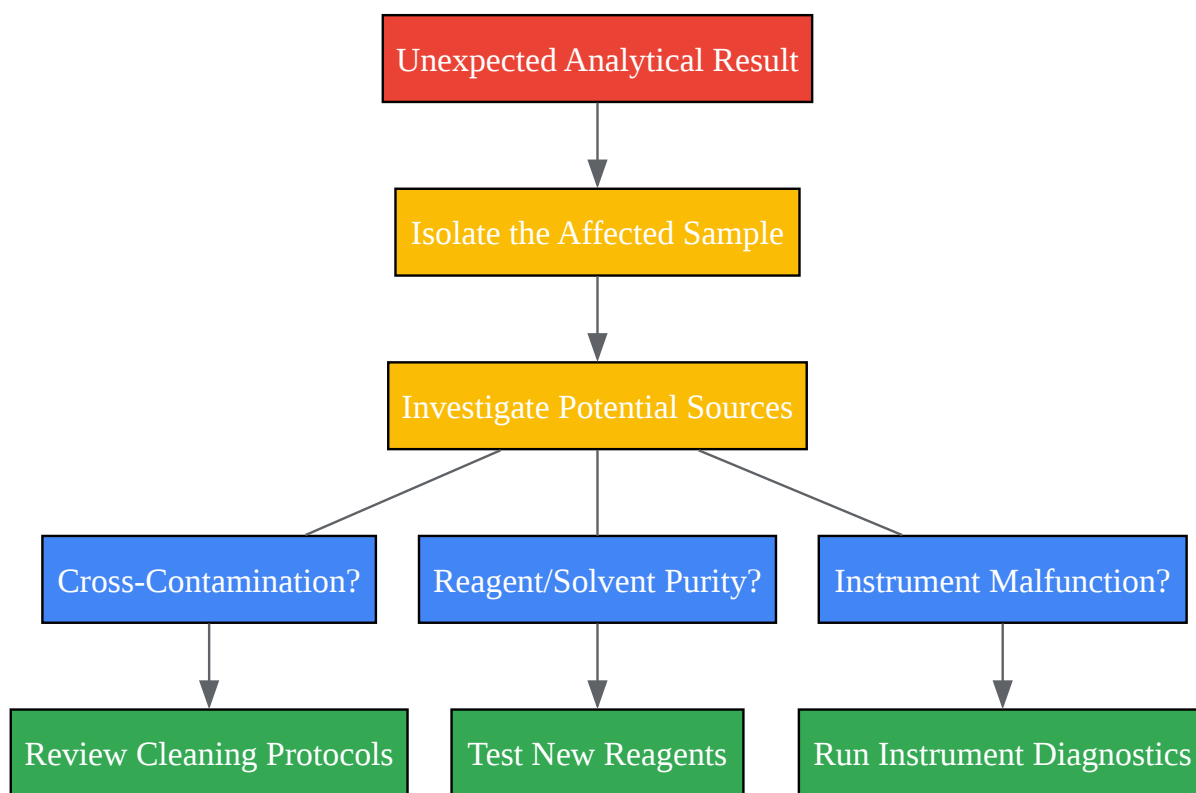 Unexpected Analytical Result
Isolate the Affected Sample
Investigate Potential Sources
Cross-Contamination?
Reagent/Solvent Purity?
Instrument Malfunction?
Review Cleaning Protocols
Test New Reagents
Run Instrument Diagnostics